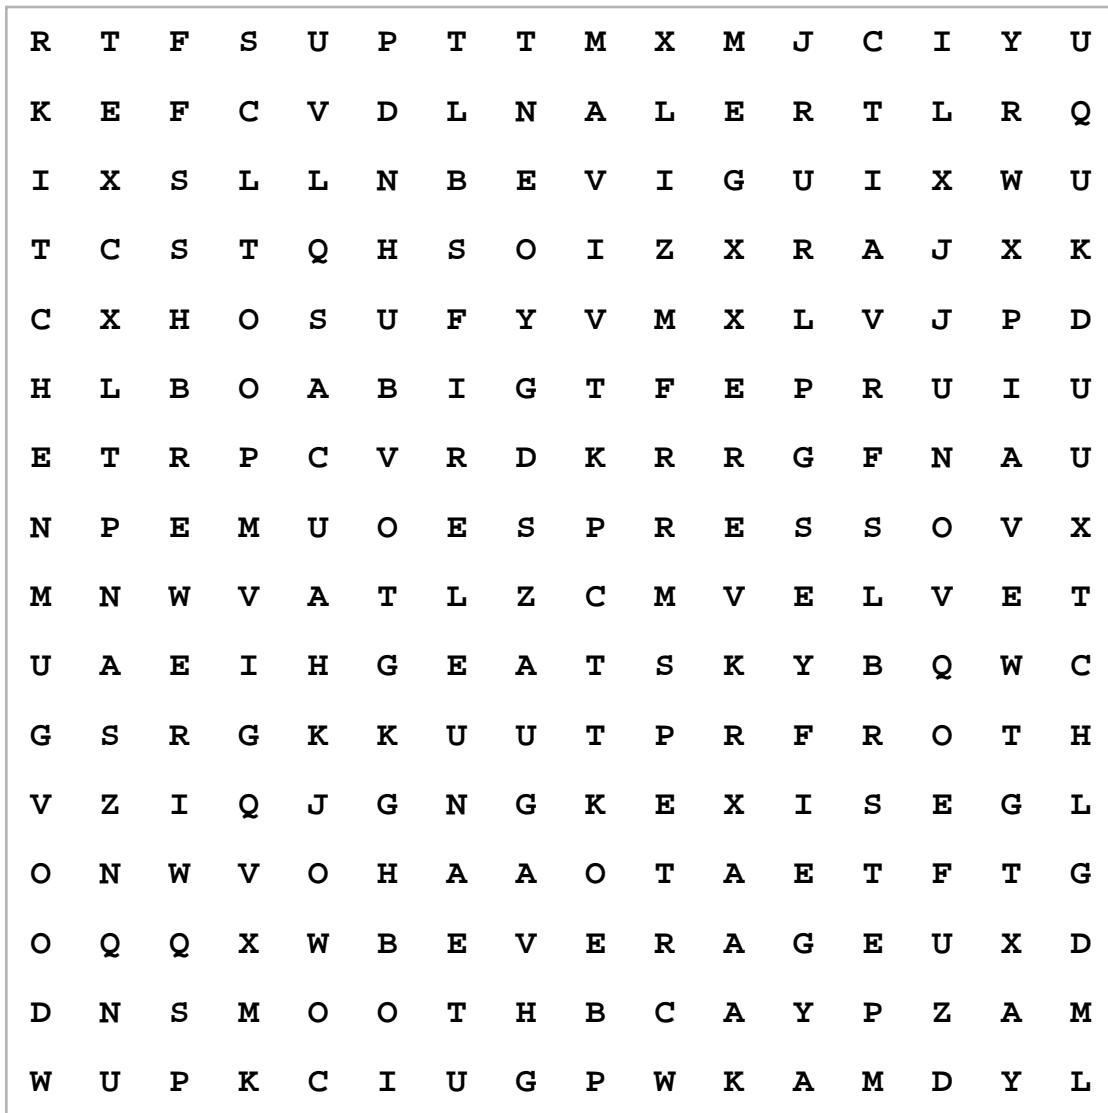 R T F S U P T T M X M J C I Y U
K E F C V D L N A L E R T L R Q
I X S L L N B E V I G U I X W U
T C S T Q H S O I Z X R A J X K
C X H O S U F Y V M X L V J P D
H L B O A B I G T F E P R U I U
E T R P C V R D K R R G F N A U
N P E M U O E S P R E S S O V X
M N W V A T L Z C M V E L V E T
U A E I H G E A T S K Y B Q W C
G S R G K K U U T P R F R O T H
V Z I Q J G N G K E X I S E G L
O N W V O H A A O T A E T F T G
O Q Q X W B E V E R A G E U X D
D N S M O O T H B C A Y P Z A M
W U P K C I U G P W K A M D Y L